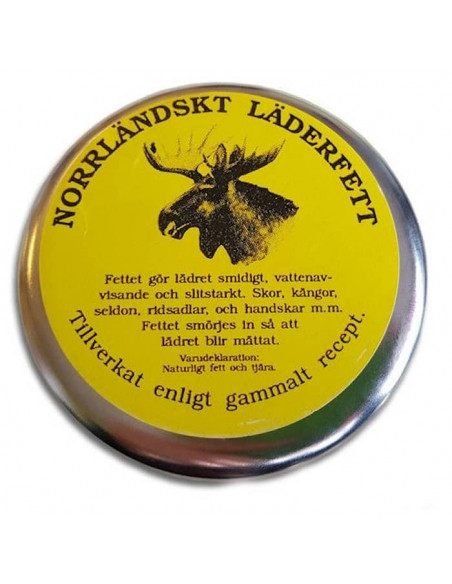 NORRLÄNDSKT LÄDERFETT
Fettet gör lädret smidigt, vattenav-
visande och slitstarkt. Skor, kängor,
seldon, ridsadlar, och handskar m.m.
Fettet smörjes in så att
lädret blir mättat.
Varudeklaration:
Naturligt fett och tjära.
Tillverkat enligt gammalt recept.